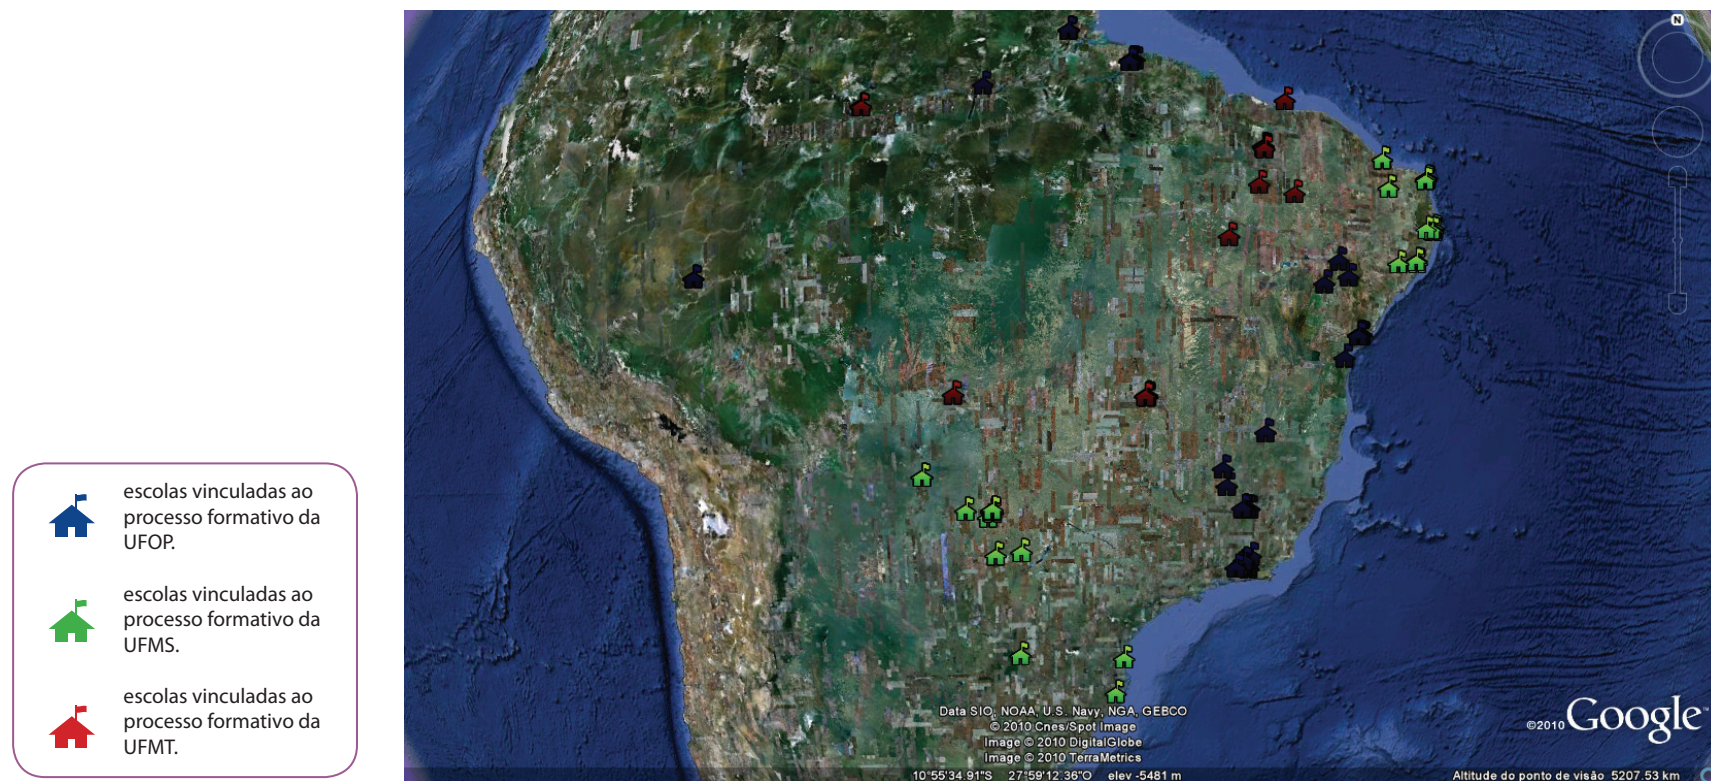 escolas vinculadas ao
processo formativo da
UFOP.
escolas vinculadas ao
processo formativo da
UFMS.
escolas vinculadas ao
processo formativo da
UFMT.
N
Data SIO, NOAA, U.S. Navy, NGA, GEBCO
© 2010 Cnes/Spot Image
Image © 2010 DigitalGlobe
Image © 2010 TerraMetrics
©2010 Google™
10°55'34.91"S 27°59'12.36"O elev -5481 m
Altitude do ponto de visão 5207.53 km